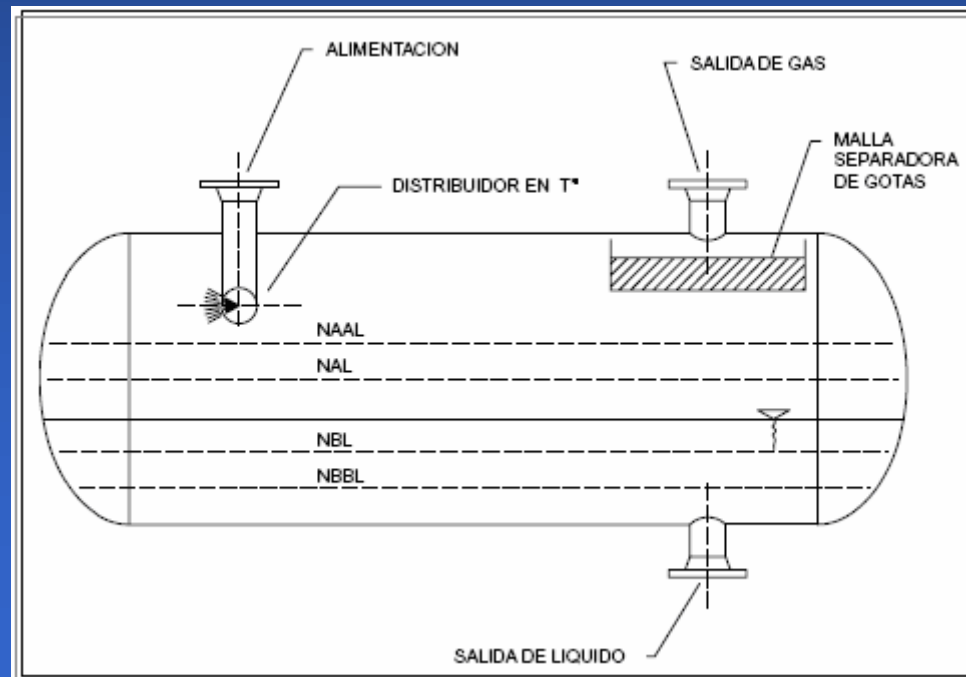 ALIMENTACION
SALIDA DE GAS
MALLA
SEPARADORA
DE GOTAS
DISTRIBUIDOR EN T"
NAAL
NAL
NBL
NBBL
SALIDA DE LIQUIDO